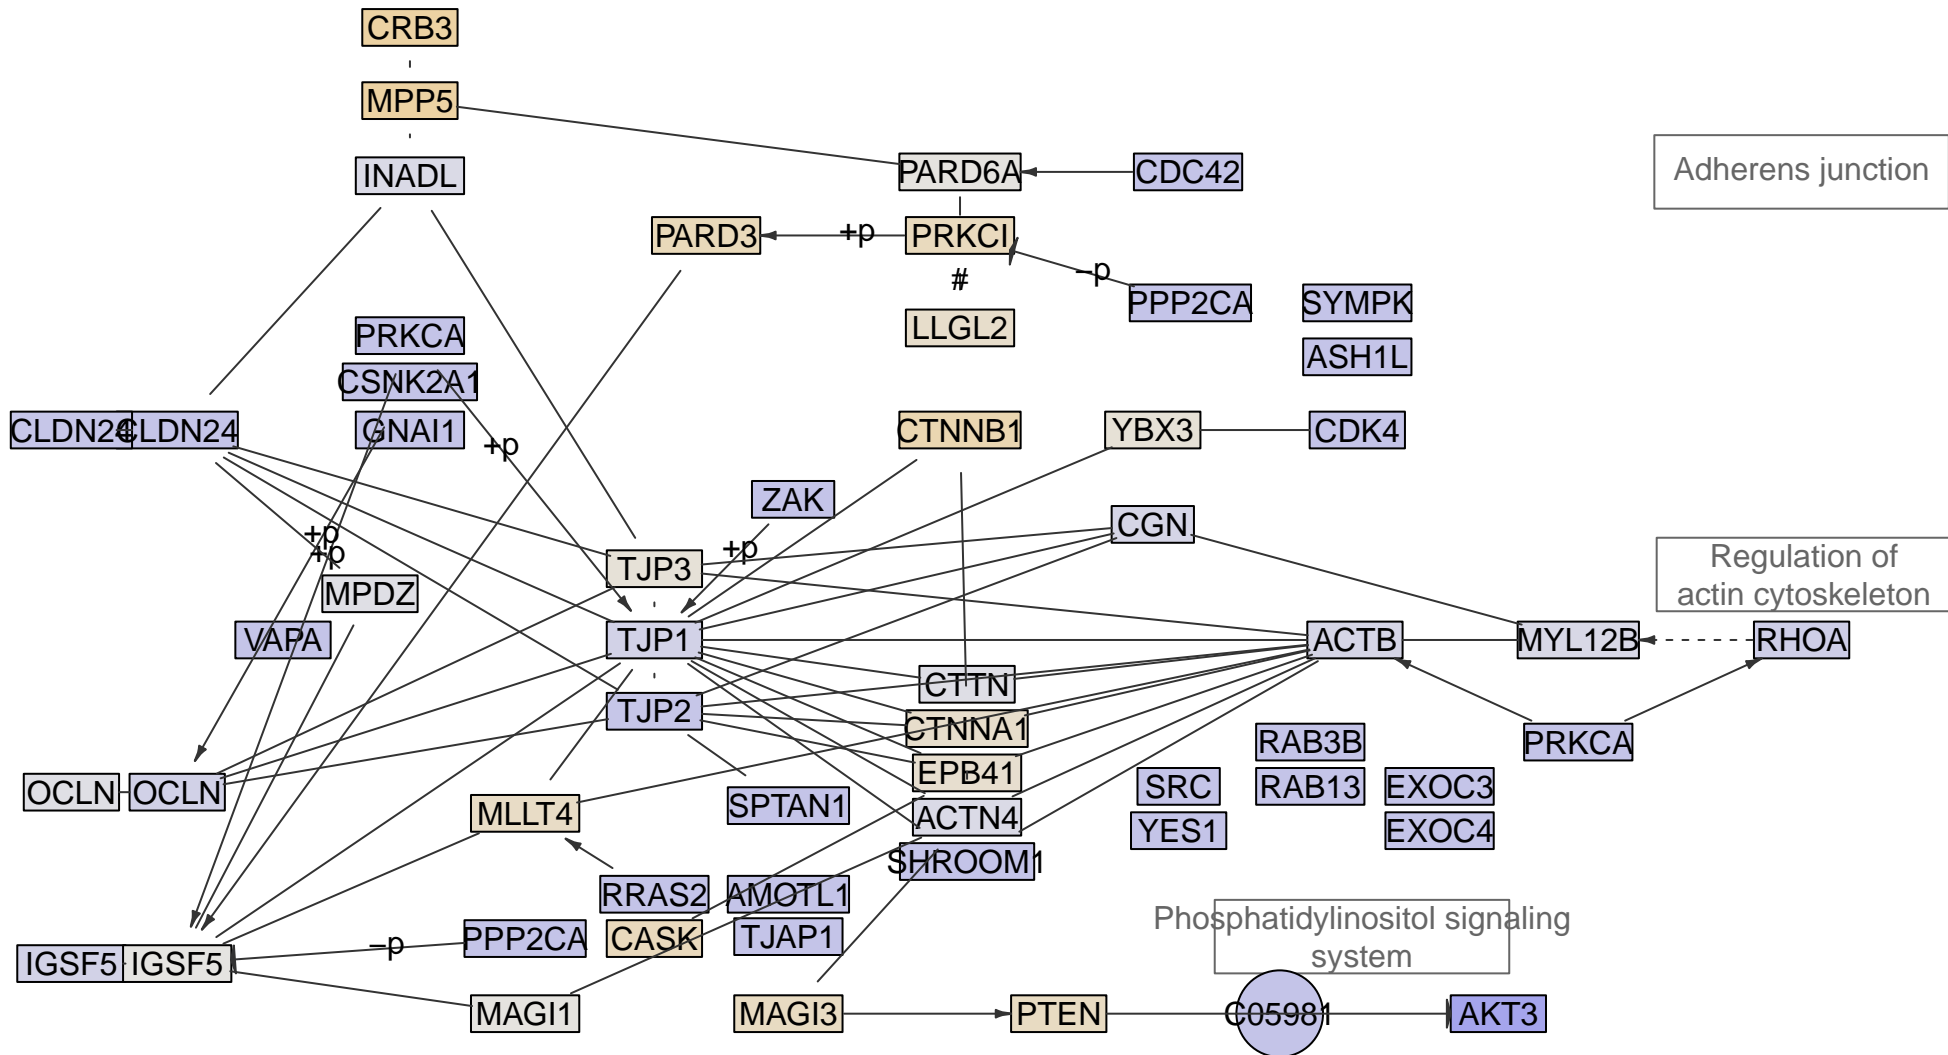 CRB3
MPP5
INADL
PARD6A
CDC42
Adherens junction
PARD3
+p
PRKCI
#
−p
PPP2CA
SYMPK
LLGL2
PRKCA
ASH1L
CSNK2A1
CLDN24
CLDN24
GNAI1
+p
CTNNB1
YBX3
CDK4
ZAK
CGN
+p
+p
+p
TJP3
Regulation of
actin cytoskeleton
MPDZ
VAPA
TJP1
ACTB
MYL12B
RHOA
CTTN
TJP2
CTNNA1
RAB3B
PRKCA
EPB41
OCLN
OCLN
SRC
RAB13
EXOC3
MLLT4
SPTAN1
ACTN4
YES1
EXOC4
SHROOM1
RRAS2
AMOTL1
Phosphatidylinositol signaling
system
PPP2CA
CASK
TJAP1
−p
IGSF5
IGSF5
MAGI1
MAGI3
PTEN
C05981
AKT3